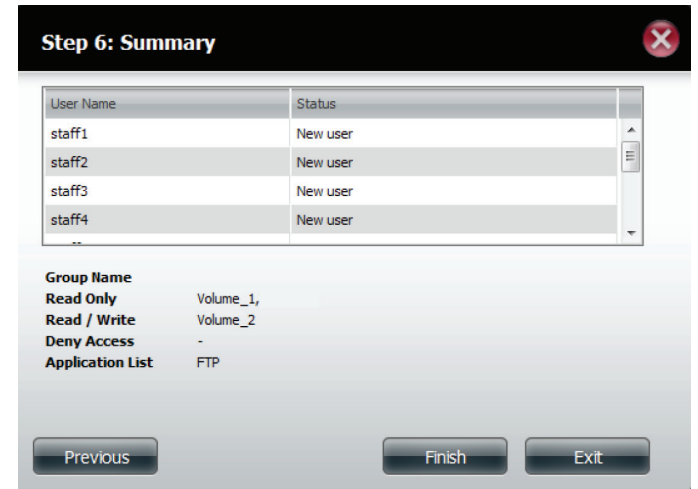 Step 6: Summary
User Name Status
staff1 New user
staff2 New user
staff3 New user
staff4 New user
Group Name
Read Only Volume_1,
Read / Write Volume_2
Deny Access -
Application List FTP
Previous Finish Exit